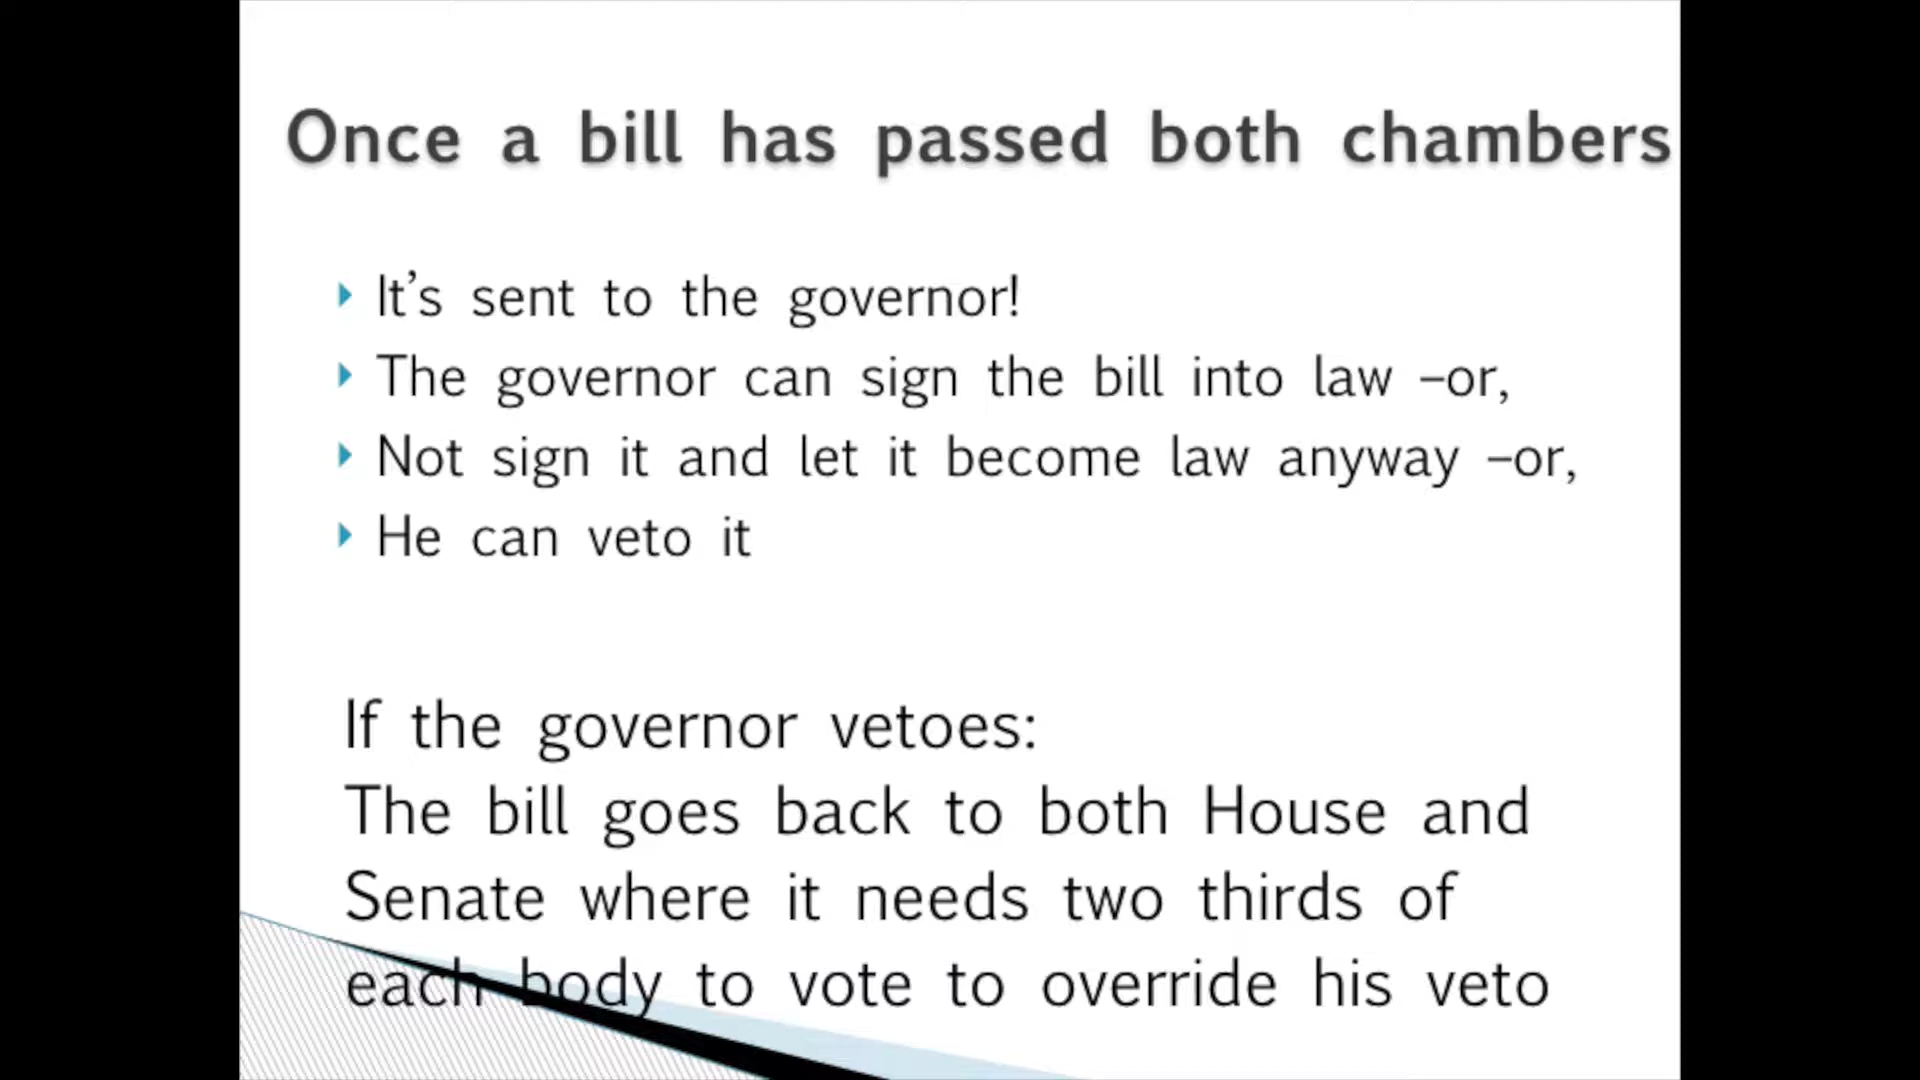 Once a bill has passed both chambers
It’s sent to the governor!
The governor can sign the bill into law –or,
Not sign it and let it become law anyway –or,
He can veto it
If the governor vetoes:
The bill goes back to both House and
Senate where it needs two thirds of
each body to vote to override his veto